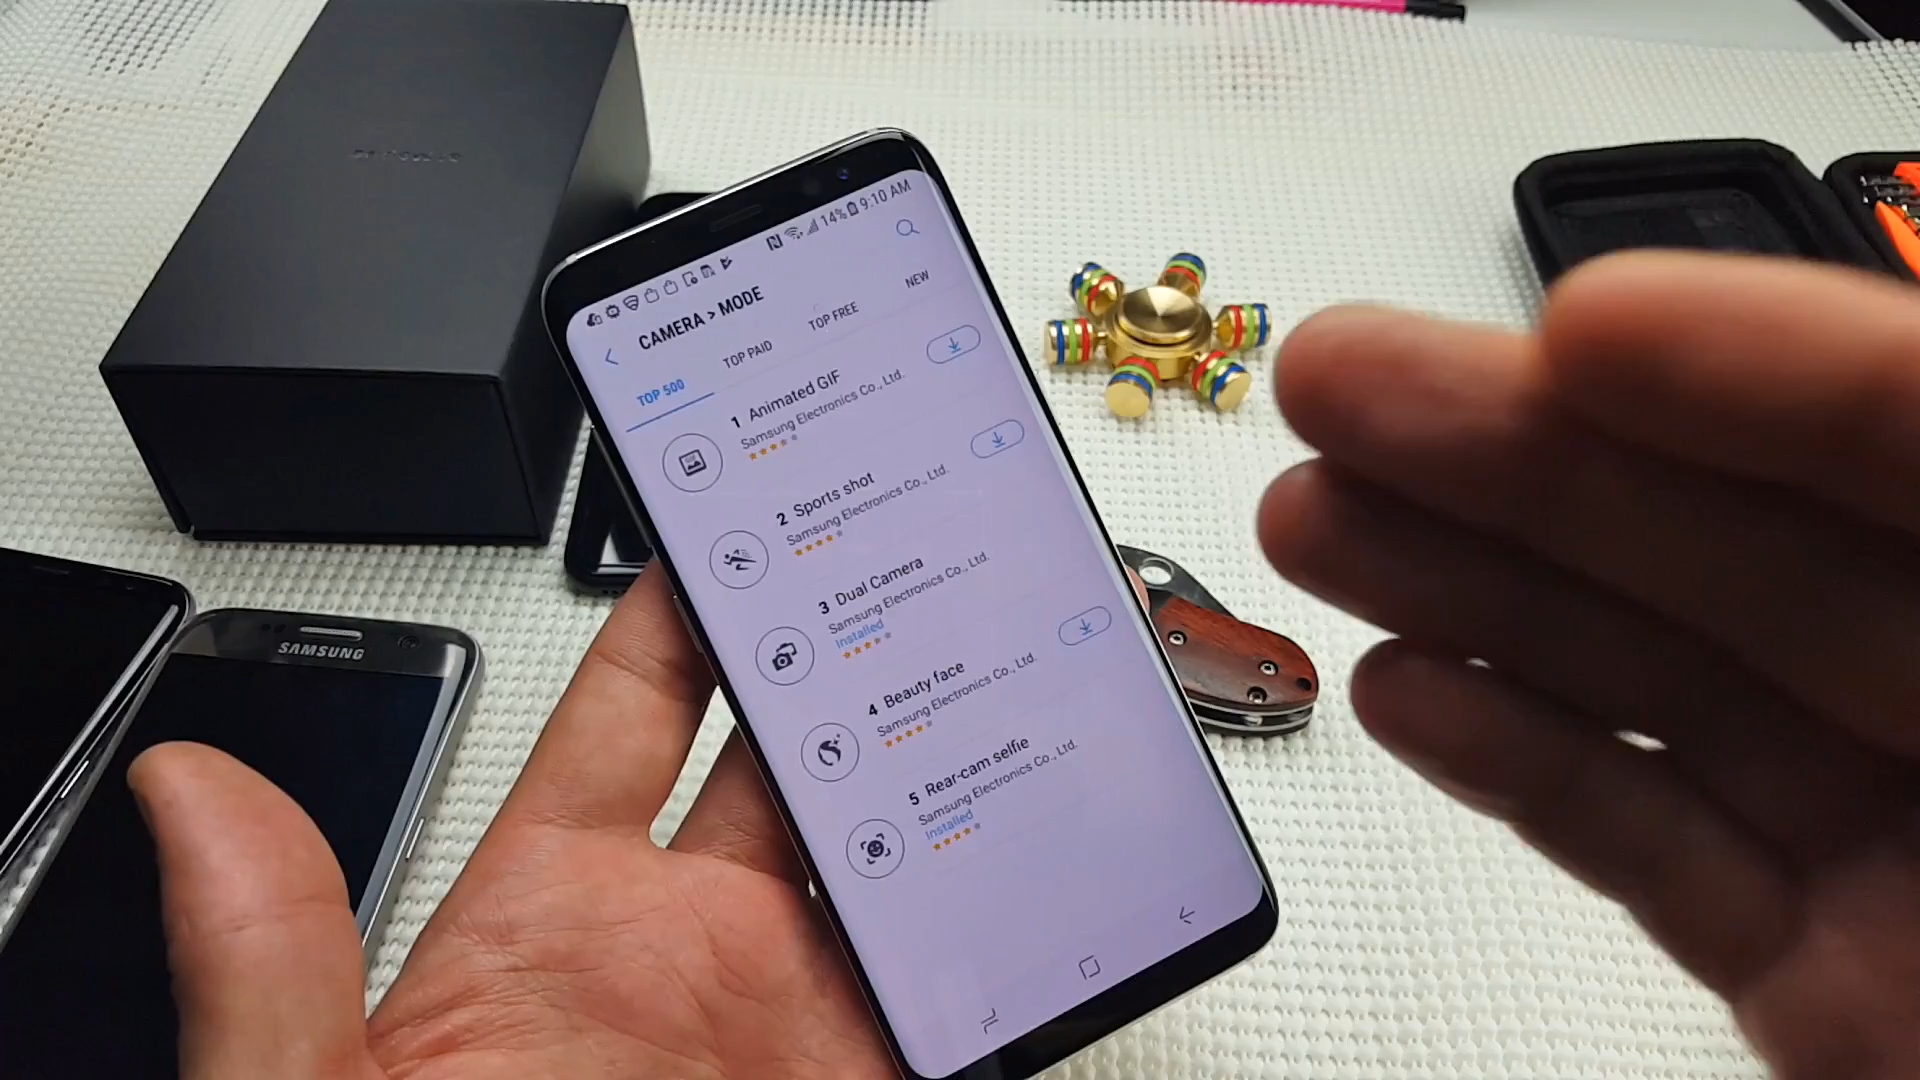 14% 9:10 AM
CAMERA > MODE
TOP 500
TOP PAID
TOP FREE
NEW
1 Animated GIF
Samsung Electronics Co., Ltd.
2 Sports shot
Samsung Electronics Co., Ltd.
3 Dual Camera
Samsung Electronics Co., Ltd.
Installed
4 Beauty face
Samsung Electronics Co., Ltd.
5 Rear-cam selfie
Samsung Electronics Co., Ltd.
Installed
SAMSUNG